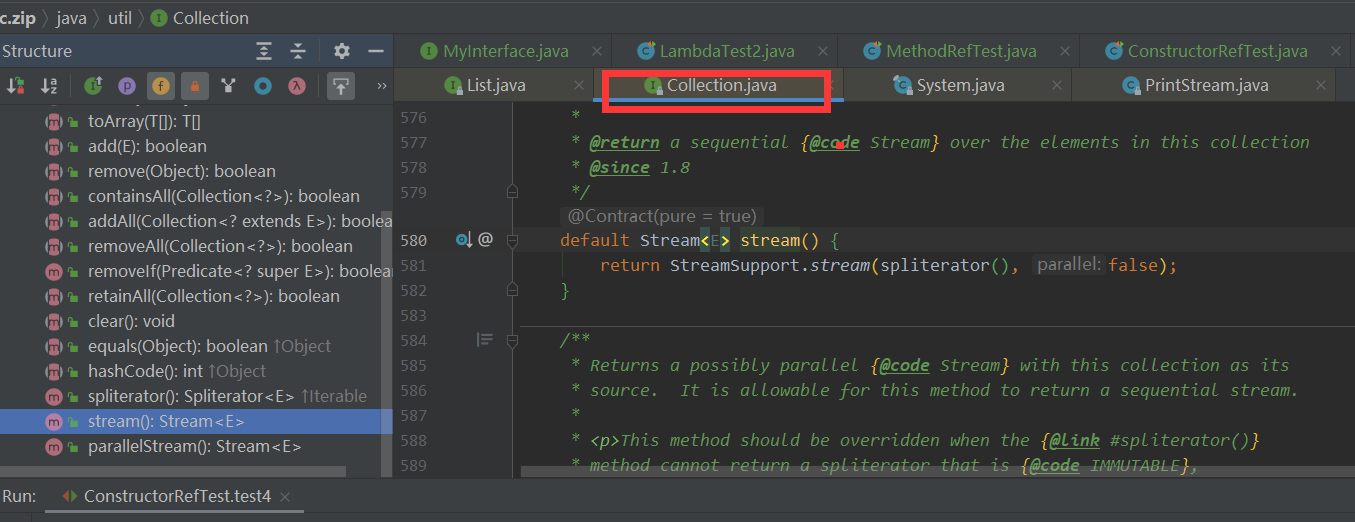 c.zip java util I Collection
Structure
MyInterface.java LambdaTest2.java MethodRefTest.java ConstructorRefTest.java
List.java Collection.java System.java PrintStream.java
toArray(T[]): T[]
add(E): boolean
remove(Object): boolean
containsAll(Collection<?>): boolean
addAll(Collection<? extends E>): boolea
removeAll(Collection<?>): boolean
removeIf(Predicate<? super E>): boolean
retainAll(Collection<?>): boolean
clear(): void
equals(Object): boolean ↑Object
hashCode(): int ↑Object
spliterator(): Spliterator<E> ↑Iterable
stream(): Stream<E>
parallelStream(): Stream<E>
576 *
577 * @return a sequential {@code Stream} over the elements in this collection
578 * @since 1.8
579 */
@Contract(pure = true)
580 @ default Stream<E> stream() {
581 return StreamSupport.stream(spliterator(), parallel: false);
582 }
583
584 /**
585 * Returns a possibly parallel {@code Stream} with this collection as its
586 * source. It is allowable for this method to return a sequential stream.
587 *
588 * <p>This method should be overridden when the {@link #spliterator()}
589 * method cannot return a spliterator that is {@code IMMUTABLE},
Run: ConstructorRefTest.test4